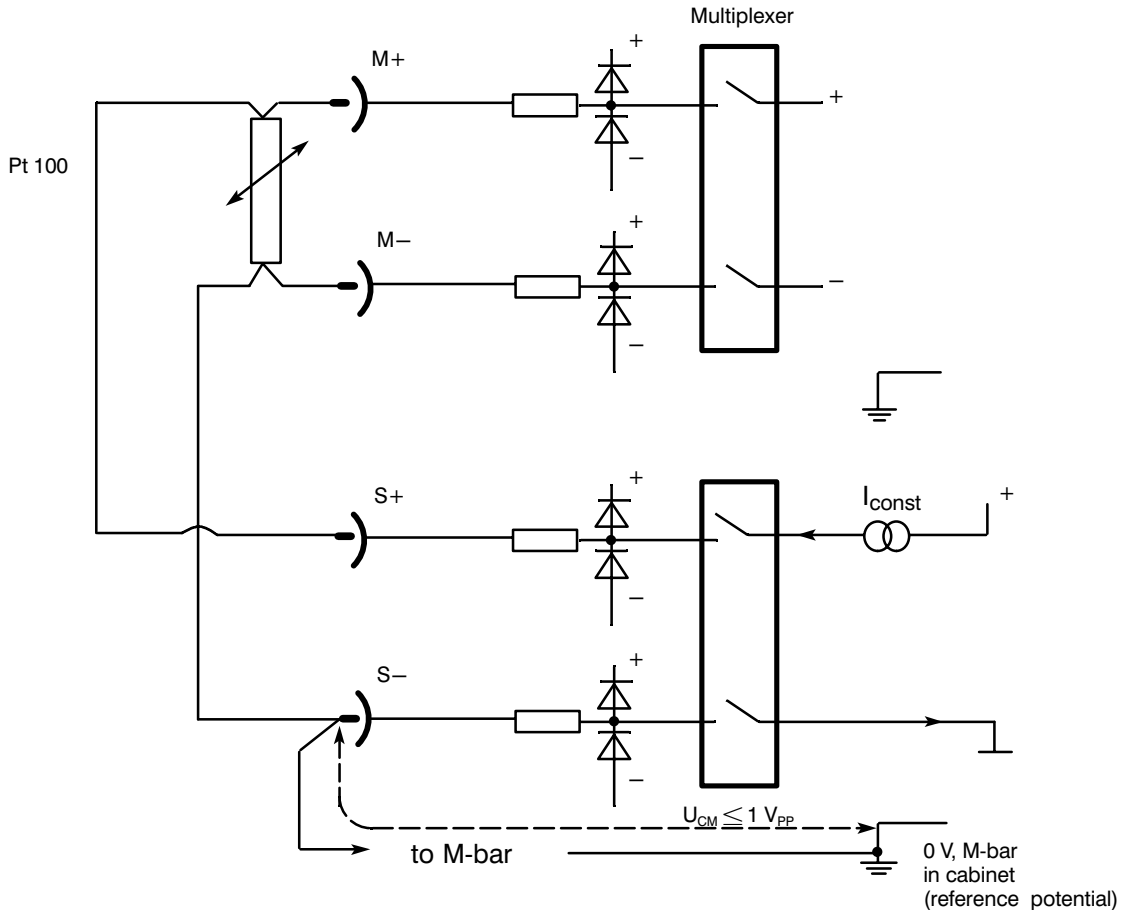 Multiplexer
M+
+
+
Pt 100
−
M−
+
−
−
S+
+
I_const
+
−
S−
+
−
U_CM ≦ 1 V_PP
to M-bar
0 V, M-bar
in cabinet
(reference potential)